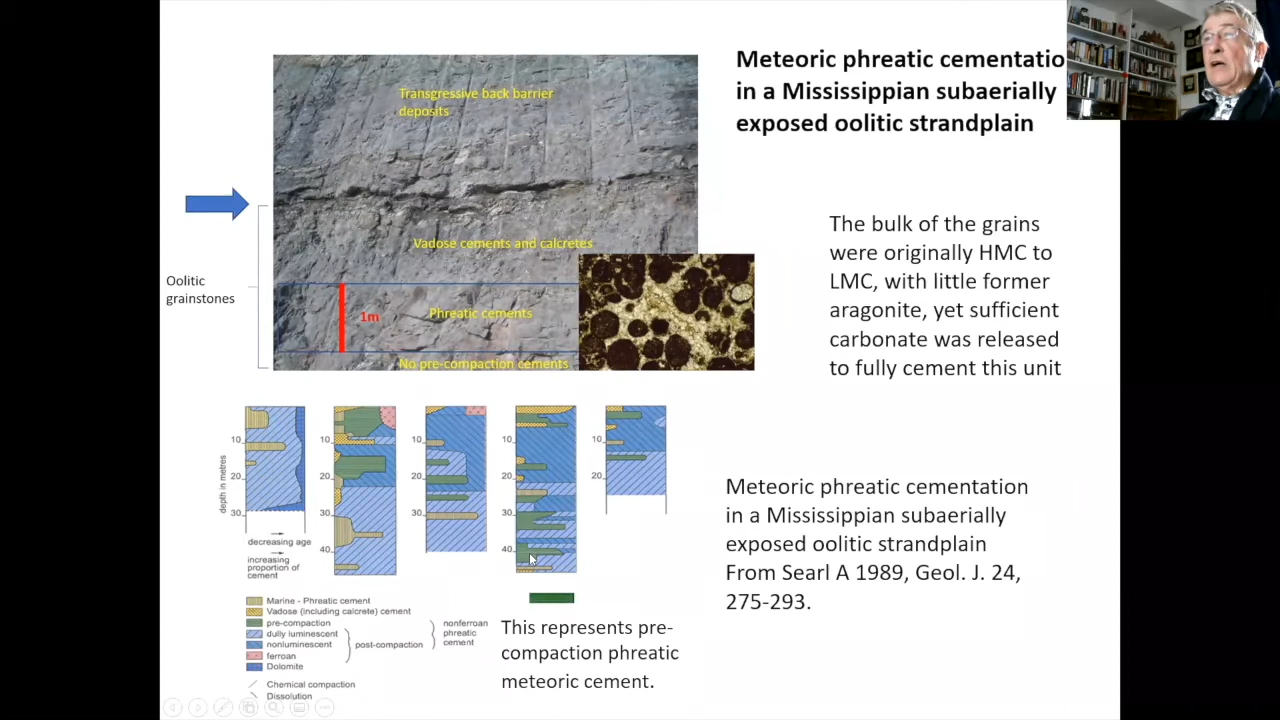 Meteoric phreatic cementatio
in a Mississippian subaerially
exposed oolitic strandplain
Transgressive back barrier
deposits
Vadose cements and calcretes
Oolitic
grainstones
1m
Phreatic cements
No pre-compaction cements
The bulk of the grains
were originally HMC to
LMC, with little former
aragonite, yet sufficient
carbonate was released
to fully cement this unit
depth in metres
10
20
30
10
20
30
40
10
20
30
10
20
30
40
10
20
decreasing age
increasing
proportion of
cement
Marine - Phreatic cement
Vadose (including calcrete) cement
pre-compaction
dully luminescent
nonluminescent
ferroan
Dolomite
post-compaction
nonferroan
phreatic
cement
Chemical compaction
Dissolution
This represents pre-
compaction phreatic
meteoric cement.
Meteoric phreatic cementation
in a Mississippian subaerially
exposed oolitic strandplain
From Searl A 1989, Geol. J. 24,
275-293.